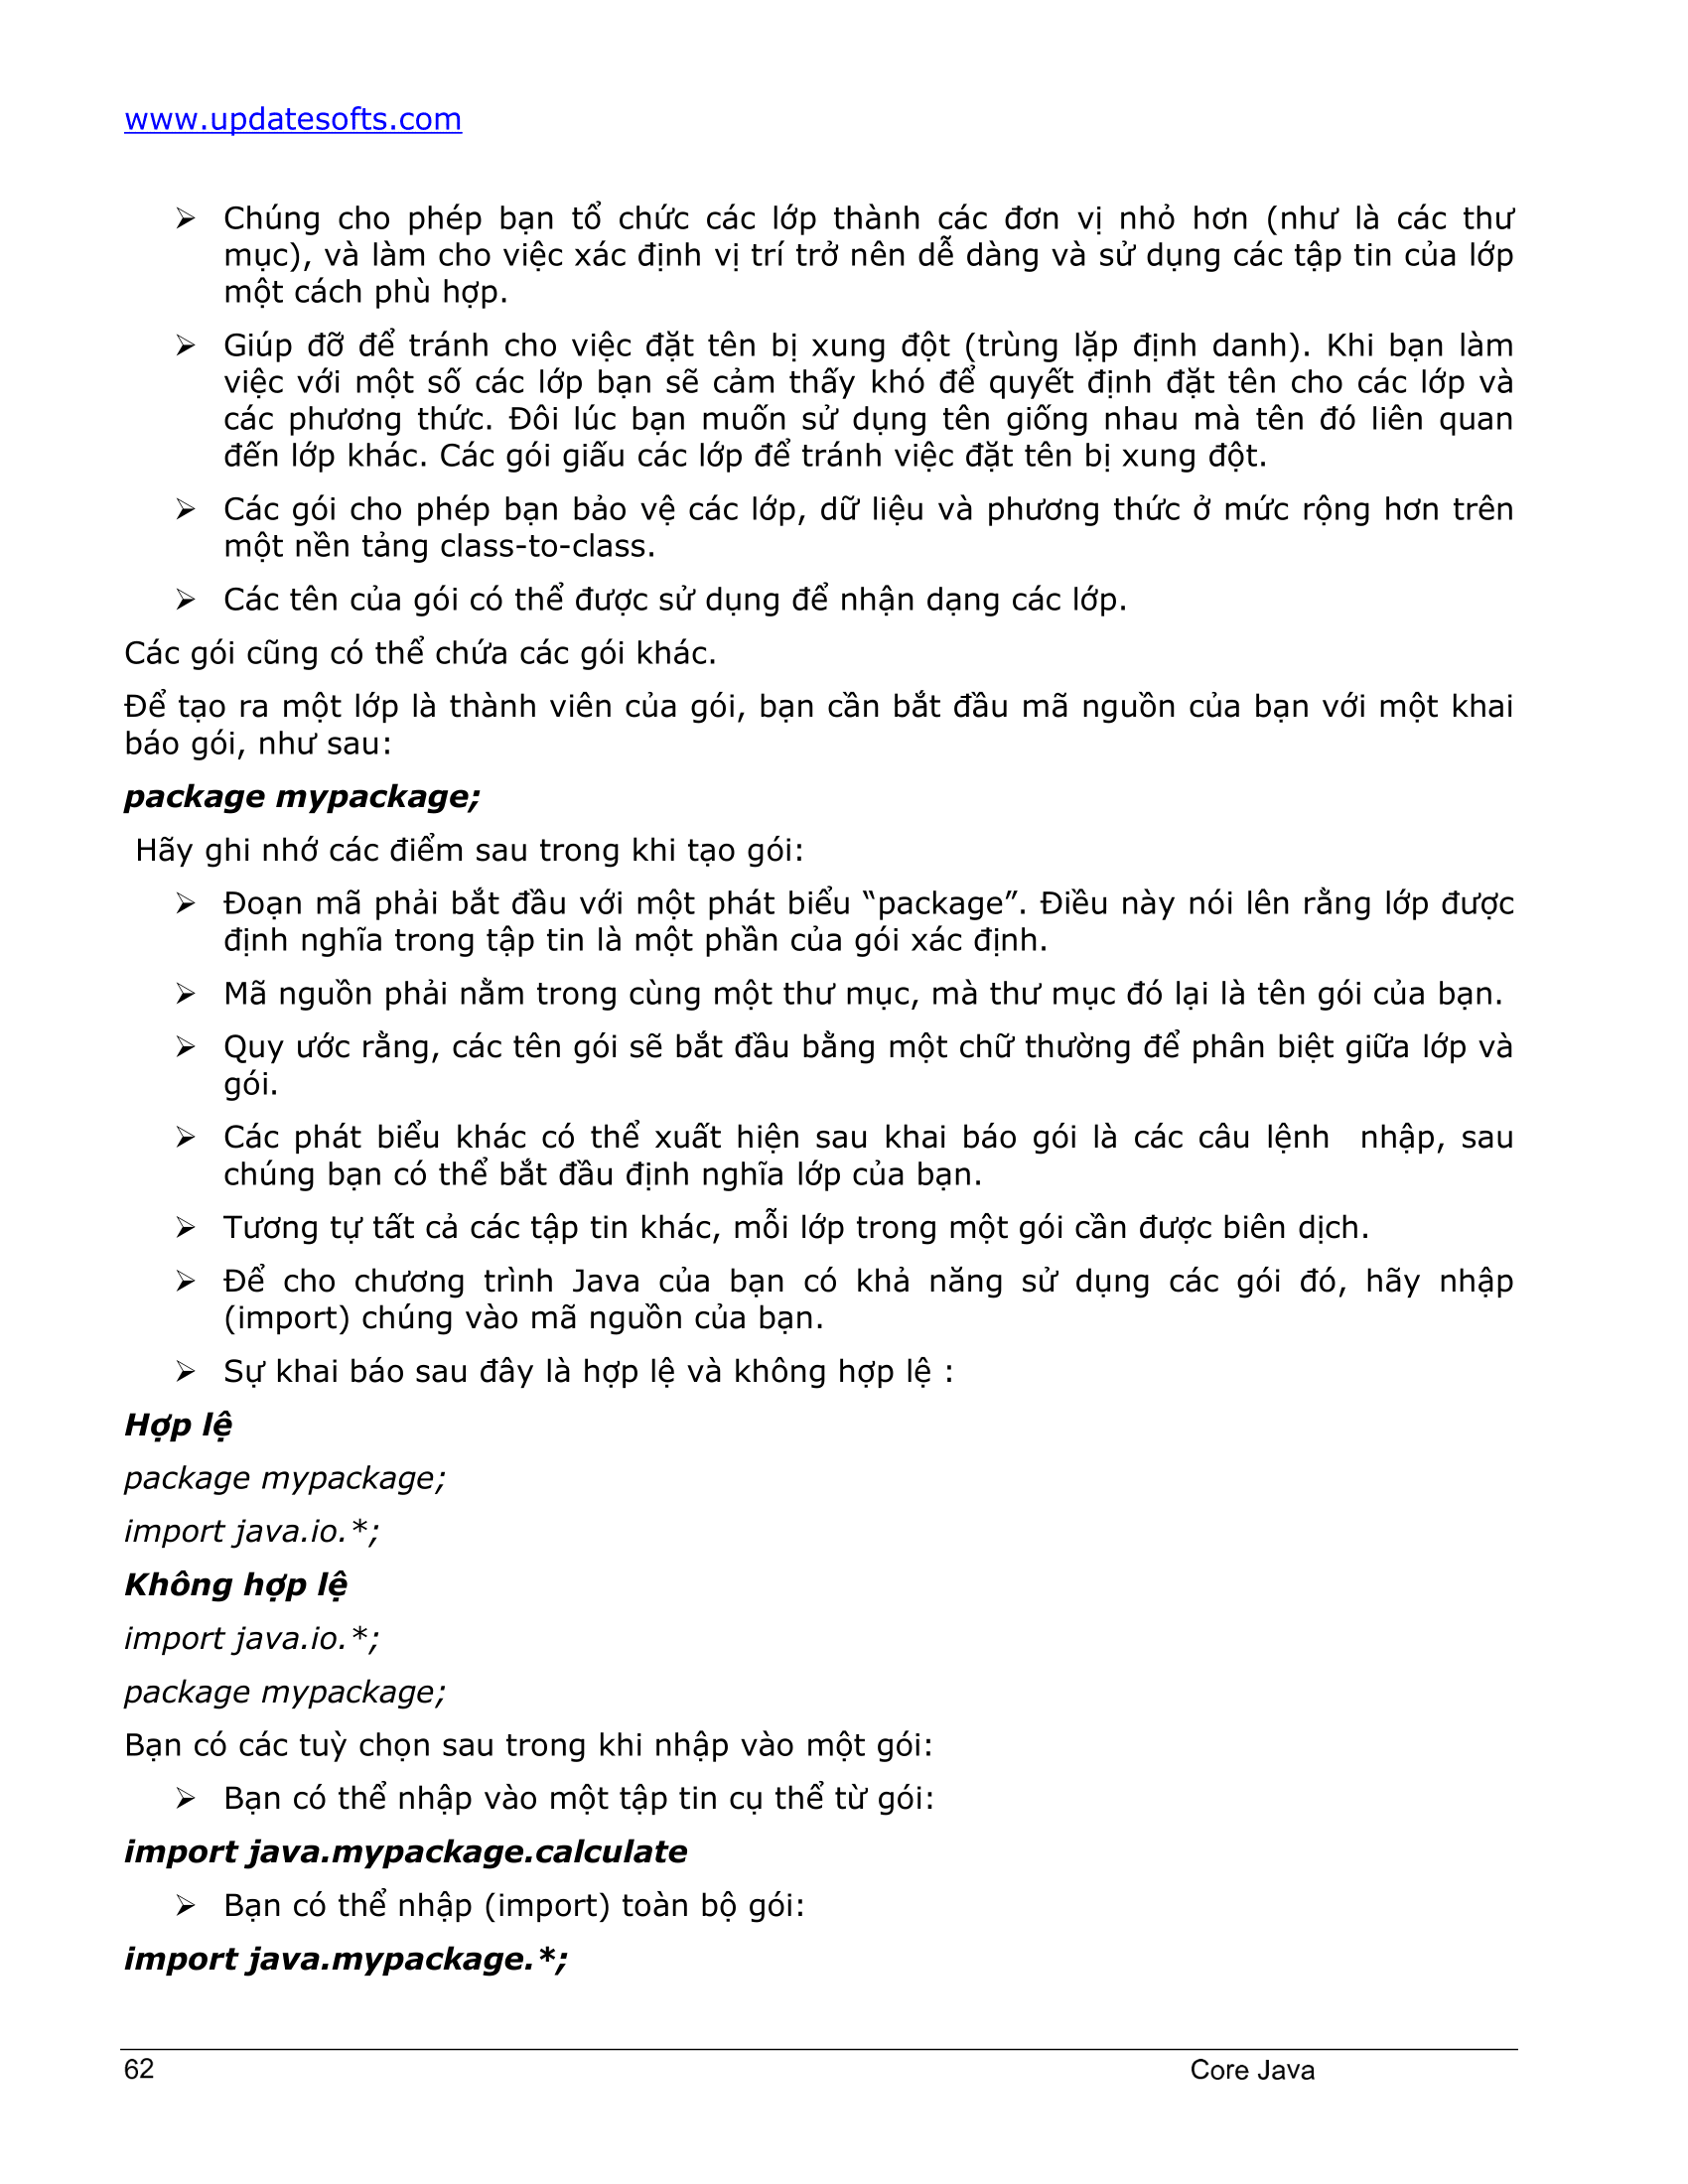 www.updatesofts.com
➢ Chúng cho phép bạn tổ chức các lớp thành các đơn vị nhỏ hơn (như là các thư
mục), và làm cho việc xác định vị trí trở nên dễ dàng và sử dụng các tập tin của lớp
một cách phù hợp.
➢ Giúp đỡ để tránh cho việc đặt tên bị xung đột (trùng lặp định danh). Khi bạn làm
việc với một số các lớp bạn sẽ cảm thấy khó để quyết định đặt tên cho các lớp và
các phương thức. Đôi lúc bạn muốn sử dụng tên giống nhau mà tên đó liên quan
đến lớp khác. Các gói giấu các lớp để tránh việc đặt tên bị xung đột.
➢ Các gói cho phép bạn bảo vệ các lớp, dữ liệu và phương thức ở mức rộng hơn trên
một nền tảng class-to-class.
➢ Các tên của gói có thể được sử dụng để nhận dạng các lớp.
Các gói cũng có thể chứa các gói khác.
Để tạo ra một lớp là thành viên của gói, bạn cần bắt đầu mã nguồn của bạn với một khai
báo gói, như sau:
package mypackage;
Hãy ghi nhớ các điểm sau trong khi tạo gói:
➢ Đoạn mã phải bắt đầu với một phát biểu “package”. Điều này nói lên rằng lớp được
định nghĩa trong tập tin là một phần của gói xác định.
➢ Mã nguồn phải nằm trong cùng một thư mục, mà thư mục đó lại là tên gói của bạn.
➢ Quy ước rằng, các tên gói sẽ bắt đầu bằng một chữ thường để phân biệt giữa lớp và
gói.
➢ Các phát biểu khác có thể xuất hiện sau khai báo gói là các câu lệnh nhập, sau
chúng bạn có thể bắt đầu định nghĩa lớp của bạn.
➢ Tương tự tất cả các tập tin khác, mỗi lớp trong một gói cần được biên dịch.
➢ Để cho chương trình Java của bạn có khả năng sử dụng các gói đó, hãy nhập
(import) chúng vào mã nguồn của bạn.
➢ Sự khai báo sau đây là hợp lệ và không hợp lệ :
Hợp lệ
package mypackage;
import java.io.*;
Không hợp lệ
import java.io.*;
package mypackage;
Bạn có các tuỳ chọn sau trong khi nhập vào một gói:
➢ Bạn có thể nhập vào một tập tin cụ thể từ gói:
import java.mypackage.calculate
➢ Bạn có thể nhập (import) toàn bộ gói:
import java.mypackage.*;
62 Core Java